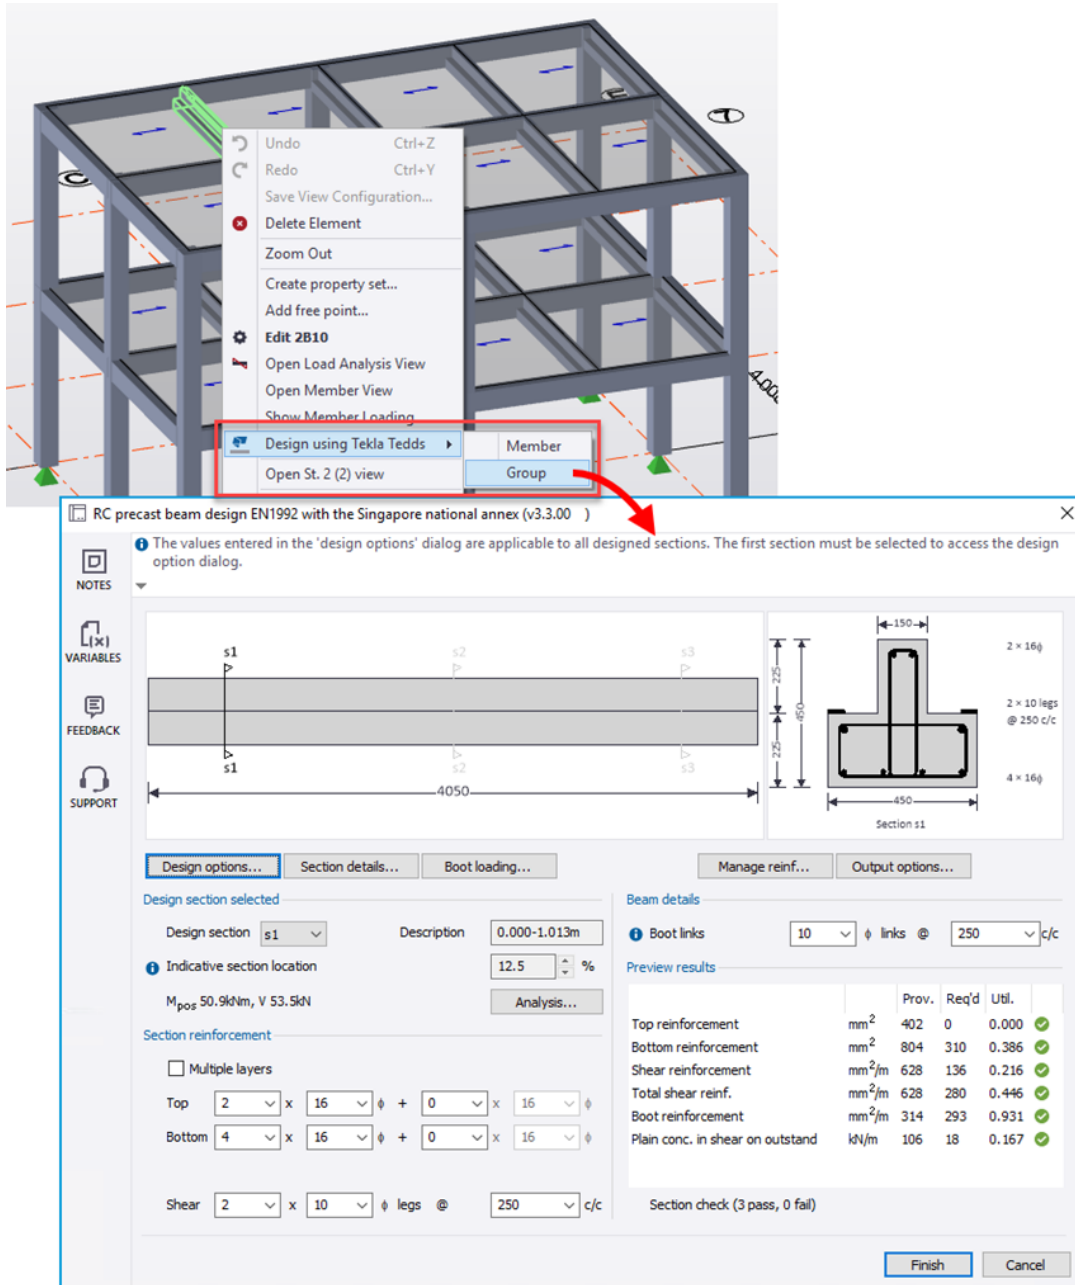 Undo Ctrl+Z
Redo Ctrl+Y
Save View Configuration...
Delete Element
Zoom Out
Create property set...
Add free point...
Edit 2B10
Open Load Analysis View
Open Member View
Show Member Loading
Design using Tekla Tedds
Open St. 2 (2) view
Member
Group
RC precast beam design EN1992 with the Singapore national annex (v3.3.00 )
The values entered in the 'design options' dialog are applicable to all designed sections. The first section must be selected to access the design
option dialog.
NOTES
VARIABLES
FEEDBACK
SUPPORT
s1 s2 s3
s1 s2 s3
4050
150
225
225
450
450
2 × 16ϕ
2 × 10 legs
@ 250 c/c
4 × 16ϕ
Section s1
Design options... Section details... Boot loading... Manage reinf... Output options...
Design section selected
Design section s1 Description 0.000-1.013m
Indicative section location 12.5 %
Mpos 50.9kNm, V 53.5kN Analysis...
Section reinforcement
Multiple layers
Top 2 x 16 ϕ + 0 x 16 ϕ
Bottom 4 x 16 ϕ + 0 x 16 ϕ
Shear 2 x 10 ϕ legs @ 250 c/c
Beam details
Boot links 10 ϕ links @ 250 c/c
Preview results
Prov. Req'd Util.
Top reinforcement mm² 402 0 0.000
Bottom reinforcement mm² 804 310 0.386
Shear reinforcement mm²/m 628 136 0.216
Total shear reinf. mm²/m 628 280 0.446
Boot reinforcement mm²/m 314 293 0.931
Plain conc. in shear on outstand kN/m 106 18 0.167
Section check (3 pass, 0 fail)
Finish Cancel